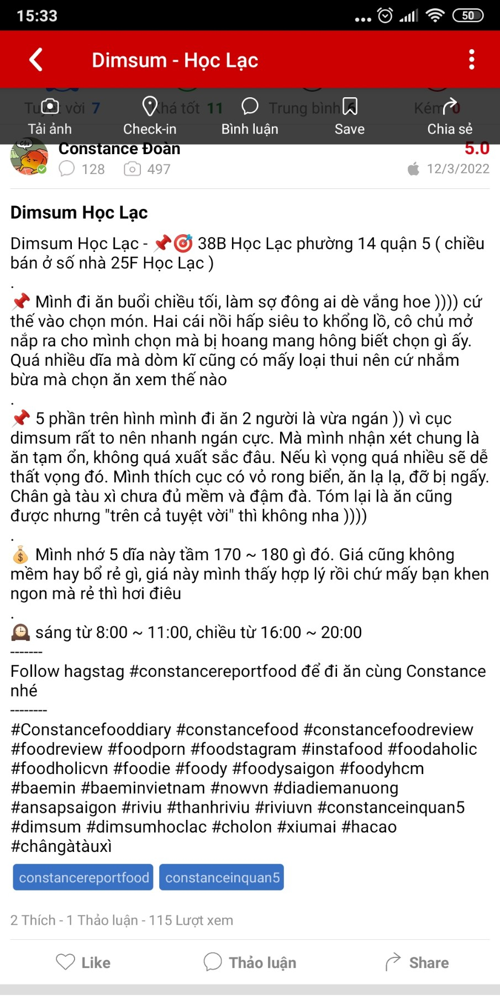 15:33
50
Dimsum - Học Lạc
Tuyệt vời 7 Khá tốt 11 Trung bình 6 Kém 0
Tải ảnh Check-in Bình luận Save Chia sẻ
Cáu
Constance Đoàn 5.0
128 497 12/3/2022
Dimsum Học Lạc
Dimsum Học Lạc - 📌🎯 38B Học Lạc phường 14 quận 5 ( chiều
bán ở số nhà 25F Học Lạc )
.
📌 Mình đi ăn buổi chiều tối, làm sợ đông ai dè vắng hoe )))) cứ
thế vào chọn món. Hai cái nồi hấp siêu to khổng lồ, cô chủ mở
nắp ra cho mình chọn mà bị hoang mang hông biết chọn gì ấy.
Quá nhiều dĩa mà dòm kĩ cũng có mấy loại thui nên cứ nhắm
bừa mà chọn ăn xem thế nào
.
📌 5 phần trên hình mình đi ăn 2 người là vừa ngán )) vì cục
dimsum rất to nên nhanh ngán cực. Mà mình nhận xét chung là
ăn tạm ổn, không quá xuất sắc đâu. Nếu kì vọng quá nhiều sẽ dễ
thất vọng đó. Mình thích cục có vỏ rong biển, ăn lạ lạ, đỡ bị ngấy.
Chân gà tàu xì chưa đủ mềm và đậm đà. Tóm lại là ăn cũng
được nhưng "trên cả tuyệt vời" thì không nha ))))
.
💰 Mình nhớ 5 dĩa này tầm 170 ~ 180 gì đó. Giá cũng không
mềm hay bổ rẻ gì, giá này mình thấy hợp lý rồi chứ mấy bạn khen
ngon mà rẻ thì hơi điêu
.
🕰 sáng từ 8:00 ~ 11:00, chiều từ 16:00 ~ 20:00
-------
Follow hagstag #constancereportfood để đi ăn cùng Constance
nhé
--------
#Constancefooddiary #constancefood #constancefoodreview
#foodreview #foodporn #foodstagram #instafood #foodaholic
#foodholicvn #foodie #foody #foodysaigon #foodyhcm
#baemin #baeminvietnam #nowvn #diadiemanuong
#ansapsaigon #riviu #thanhriviu #riviuvn #constanceinquan5
#dimsum #dimsumhoclac #cholon #xiumai #hacao
#chângàtàuxì
constancereportfood constanceinquan5
2 Thích - 1 Thảo luận - 115 Lượt xem
Like Thảo luận Share